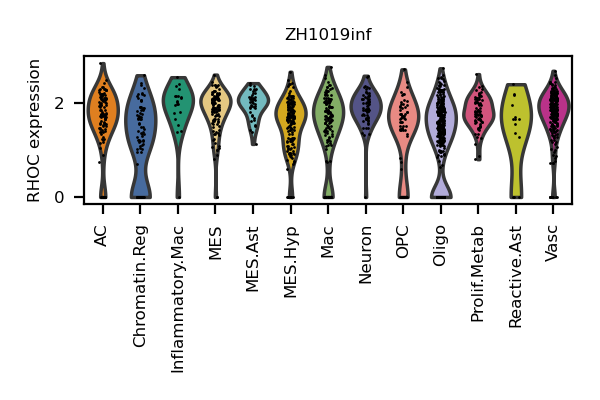 ZH1019inf
RHOC expression
2
0
AC
Chromatin.Reg
Inflammatory.Mac
MES
MES.Ast
MES.Hyp
Mac
Neuron
OPC
Oligo
Prolif.Metab
Reactive.Ast
Vasc